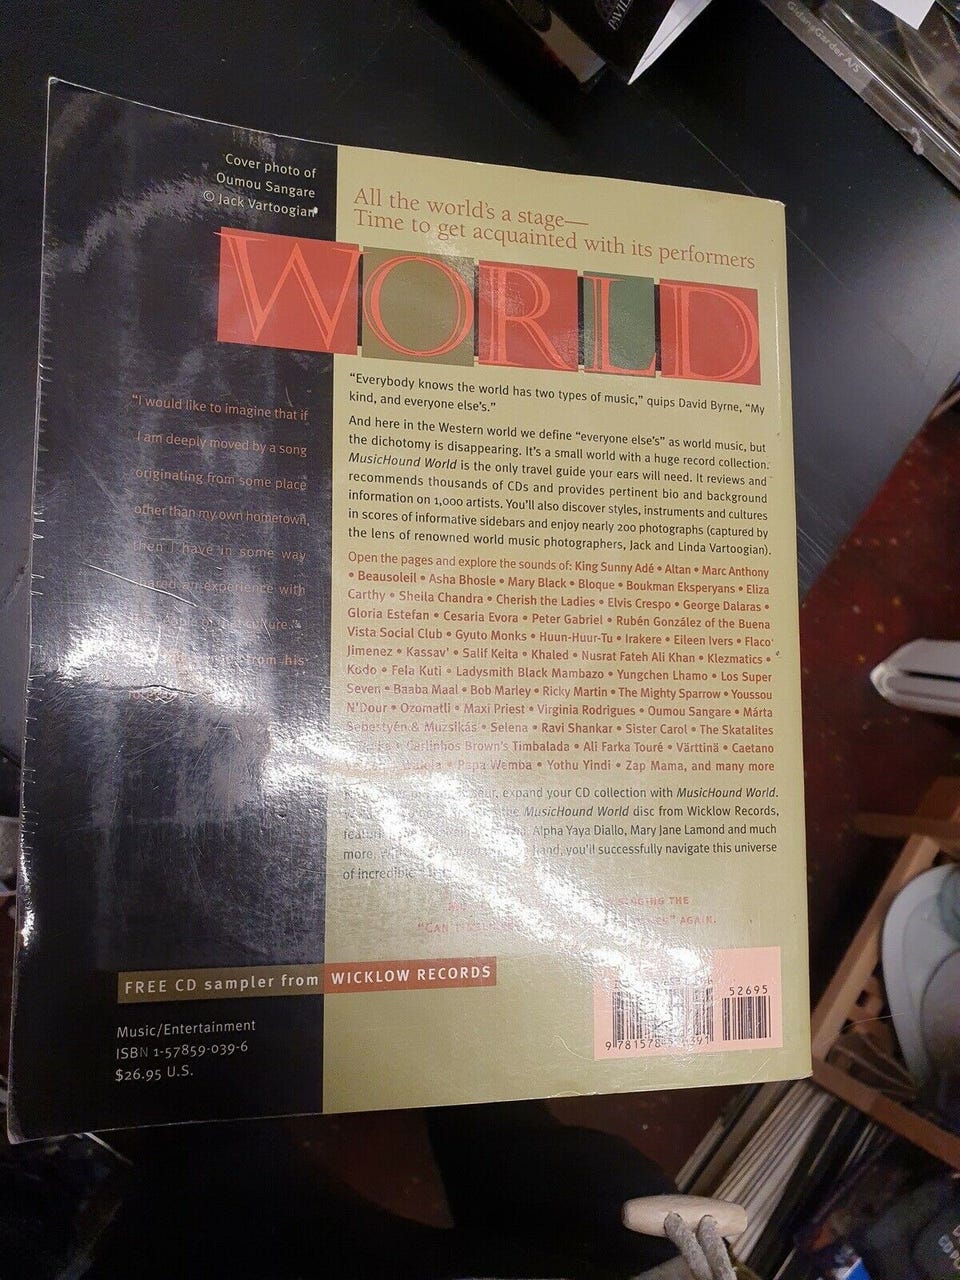 Cover photo of
Oumou Sangare
© Jack Vartoogian
All the world's a stage—
Time to get acquainted with its performers
WORLD
"Everybody knows the world has two types of music," quips David Byrne, "My
kind, and everyone else's."
And here in the Western world we define "everyone else's" as world music, but
the dichotomy is disappearing. It's a small world with a huge record collection.
MusicHound World is the only travel guide your ears will need. It reviews and
recommends thousands of CDs and provides pertinent bio and background
information on 1,000 artists. You'll also discover styles, instruments and cultures
in scores of informative sidebars and enjoy nearly 200 photographs (captured by
the lens of renowned world music photographers, Jack and Linda Vartoogian).
Open the pages and explore the sounds of: King Sunny Adé • Altan • Marc Anthony
• Beausoleil • Asha Bhosle • Mary Black • Bloque • Boukman Eksperyans • Eliza
Carthy • Sheila Chandra • Cherish the Ladies • Elvis Crespo • George Dalaras •
Gloria Estefan • Cesaria Evora • Peter Gabriel • Rubén González of the Buena
Vista Social Club • Gyuto Monks • Huun-Huur-Tu • Irakere • Eileen Ivers • Flaco
Jimenez • Kassav' • Salif Keita • Khaled • Nusrat Fateh Ali Khan • Klezmatics •
Kodo • Fela Kuti • Ladysmith Black Mambazo • Yungchen Lhamo • Los Super
Seven • Baaba Maal • Bob Marley • Ricky Martin • The Mighty Sparrow • Youssou
N'Dour • Ozomatli • Maxi Priest • Virginia Rodrigues • Oumou Sangare • Márta
Sebestyén & Muzsikás • Selena • Ravi Shankar • Sister Carol • The Skatalites
• Carlinhos Brown's Timbalada • Ali Farka Touré • Värttinä • Caetano
• Papa Wemba • Yothu Yindi • Zap Mama, and many more
expand your CD collection with MusicHound World.
MusicHound World disc from Wicklow Records,
Alpha Yaya Diallo, Mary Jane Lamond and much
more, you'll successfully navigate this universe
of incredible
singing the
"Can again.
"I would like to imagine that if
I am deeply moved by a song
originating from some place
other than my own hometown,
then I have in some way
shared an experience with
culture."
from his
FREE CD sampler from WICKLOW RECORDS
Music/Entertainment
ISBN 1-57859-039-6
$26.95 U.S.
52695
GidangGarder A/S